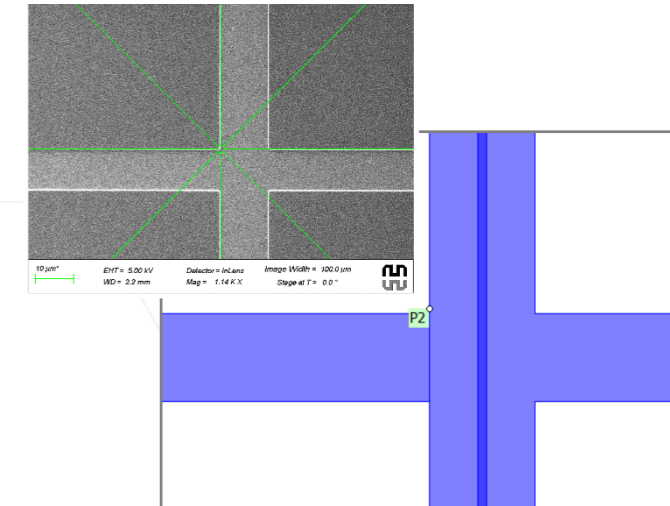 10 µm*
EHT = 5.00 kV
Detector = InLens
Image Width = 100.0 µm
WD = 2.2 mm
Mag = 1.14 K X
Stage at T = 0.0 °
P2